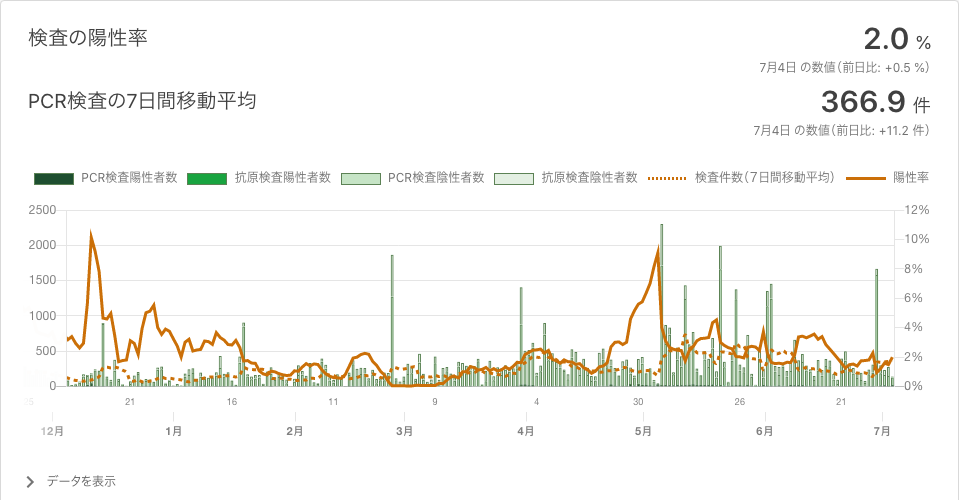 検査の陽性率
2.0 %
7月4日 の数値（前日比: +0.5 %）
PCR検査の7日間移動平均
366.9 件
7月4日 の数値（前日比: +11.2 件）
PCR検査陽性者数 抗原検査陽性者数 PCR検査陰性者数 抗原検査陰性者数 検査件数（7日間移動平均） 陽性率
2500 12%
2000 10%
1500 8%
1000 6%
500 4%
0 2%
0%
25 21 16 11 9 4 30 26 21
12月 1月 2月 3月 4月 5月 6月 7月
データを表示